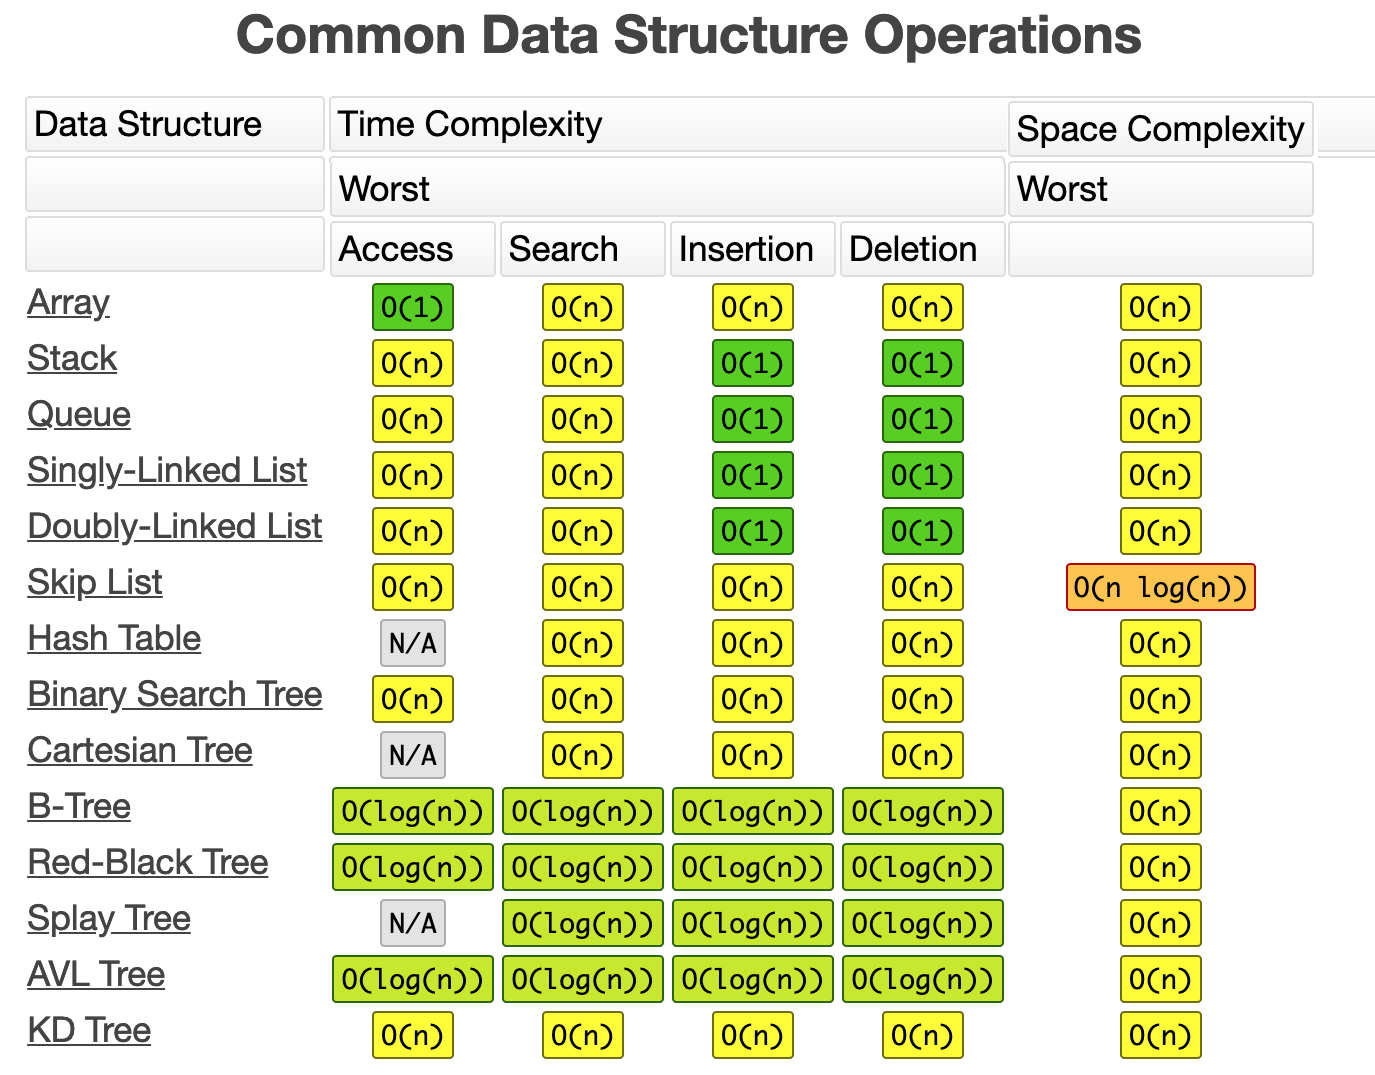 Common Data Structure Operations
Data Structure Time Complexity Space Complexity
Worst Worst
Access Search Insertion Deletion
Array O(1) O(n) O(n) O(n) O(n)
Stack O(n) O(n) O(1) O(1) O(n)
Queue O(n) O(n) O(1) O(1) O(n)
Singly-Linked List O(n) O(n) O(1) O(1) O(n)
Doubly-Linked List O(n) O(n) O(1) O(1) O(n)
Skip List O(n) O(n) O(n) O(n) O(n log(n))
Hash Table N/A O(n) O(n) O(n) O(n)
Binary Search Tree O(n) O(n) O(n) O(n) O(n)
Cartesian Tree N/A O(n) O(n) O(n) O(n)
B-Tree O(log(n)) O(log(n)) O(log(n)) O(log(n)) O(n)
Red-Black Tree O(log(n)) O(log(n)) O(log(n)) O(log(n)) O(n)
Splay Tree N/A O(log(n)) O(log(n)) O(log(n)) O(n)
AVL Tree O(log(n)) O(log(n)) O(log(n)) O(log(n)) O(n)
KD Tree O(n) O(n) O(n) O(n) O(n)